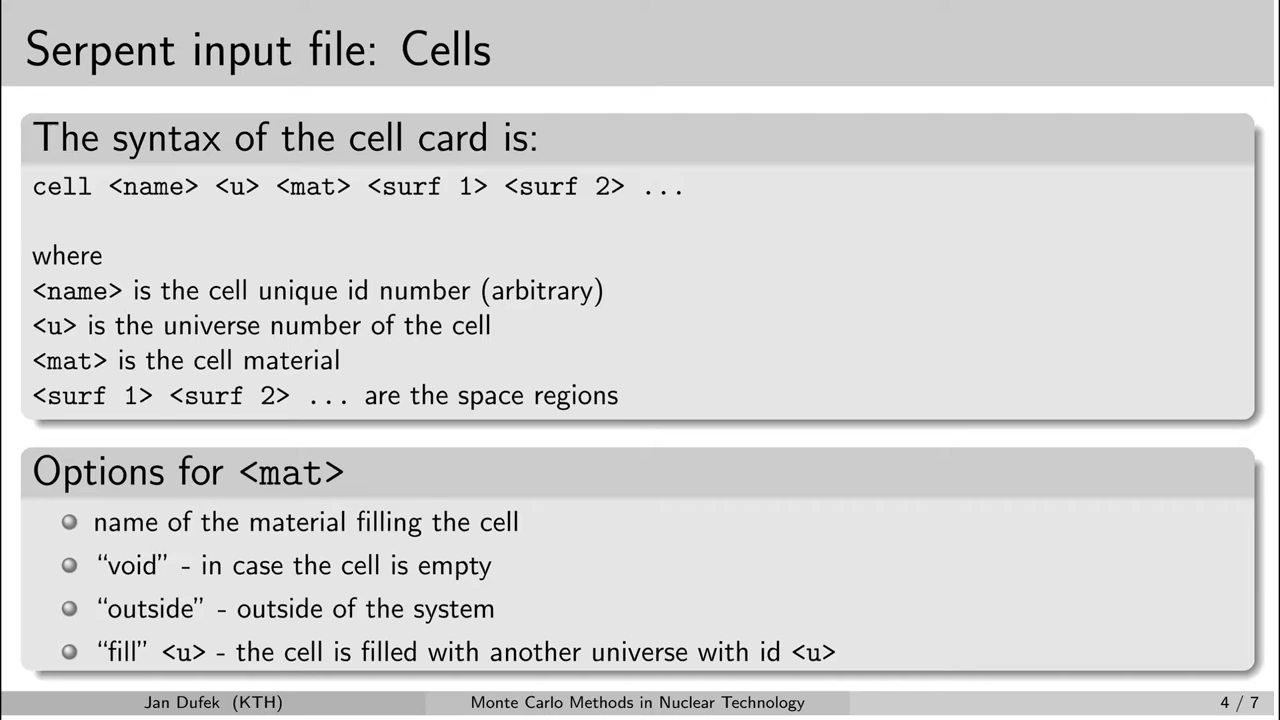 Serpent input file: Cells
The syntax of the cell card is:
cell <name> <u> <mat> <surf 1> <surf 2> ...
where
<name> is the cell unique id number (arbitrary)
<u> is the universe number of the cell
<mat> is the cell material
<surf 1> <surf 2> ... are the space regions
Options for <mat>
name of the material filling the cell
“void” - in case the cell is empty
“outside” - outside of the system
“fill” <u> - the cell is filled with another universe with id <u>
Jan Dufek (KTH) Monte Carlo Methods in Nuclear Technology 4 / 7